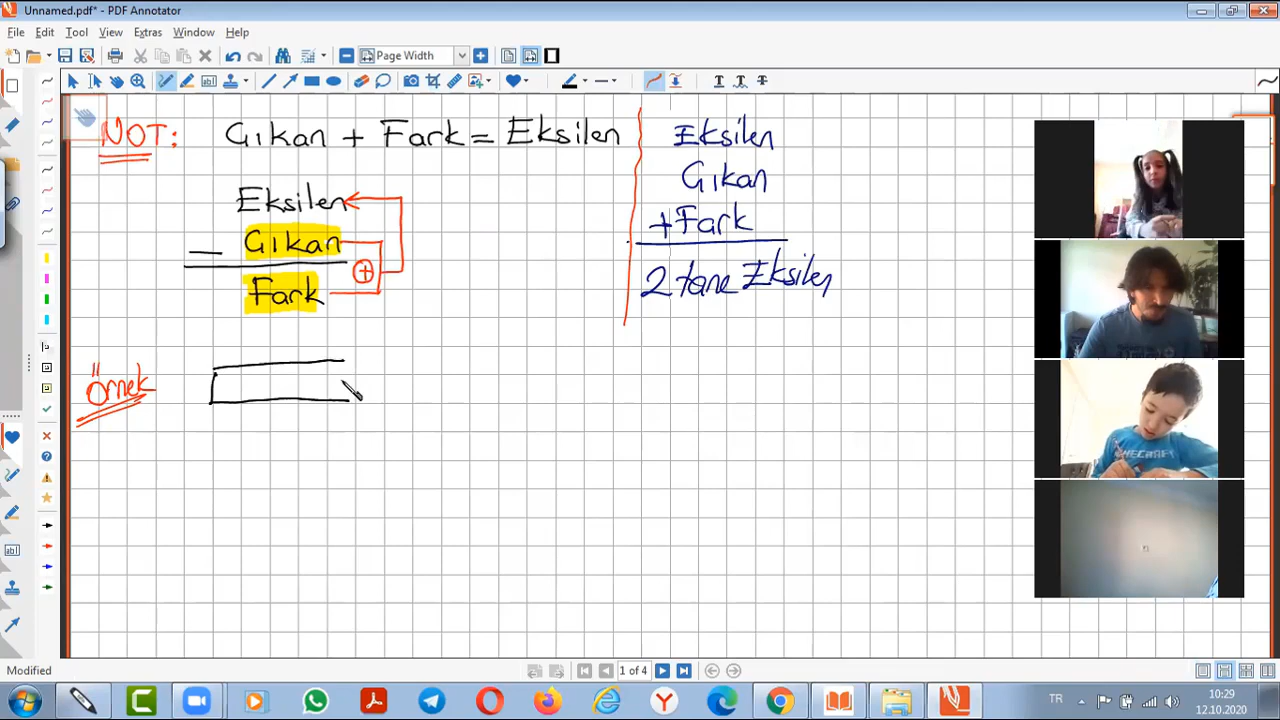 Unnamed.pdf* - PDF Annotator
File Edit Tool View Extras Window Help
Page Width
NOT: Çıkan + Fark = Eksilen
Eksilen
— Çıkan
Fark
+
Eksilen
Çıkan
+ Fark
2 tane Eksilen
Örnek
Modified
1 of 4
TR
10:29
12.10.2020